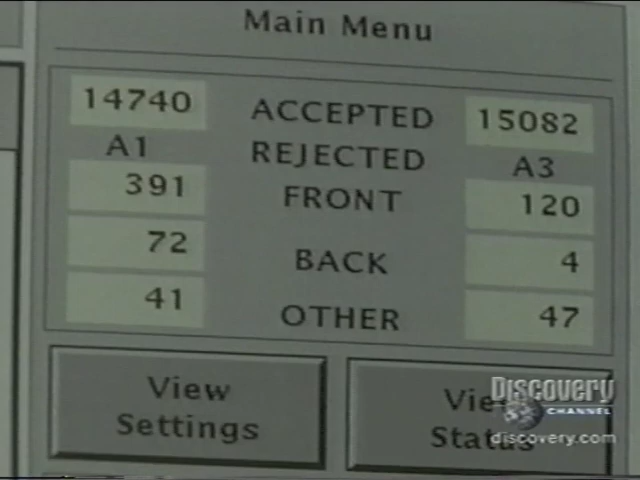 Main Menu
14740 ACCEPTED 15082
A1 REJECTED A3
391 FRONT 120
72 BACK 4
41 OTHER 47
View Settings
View Status
Discovery
CHANNEL
discovery.com